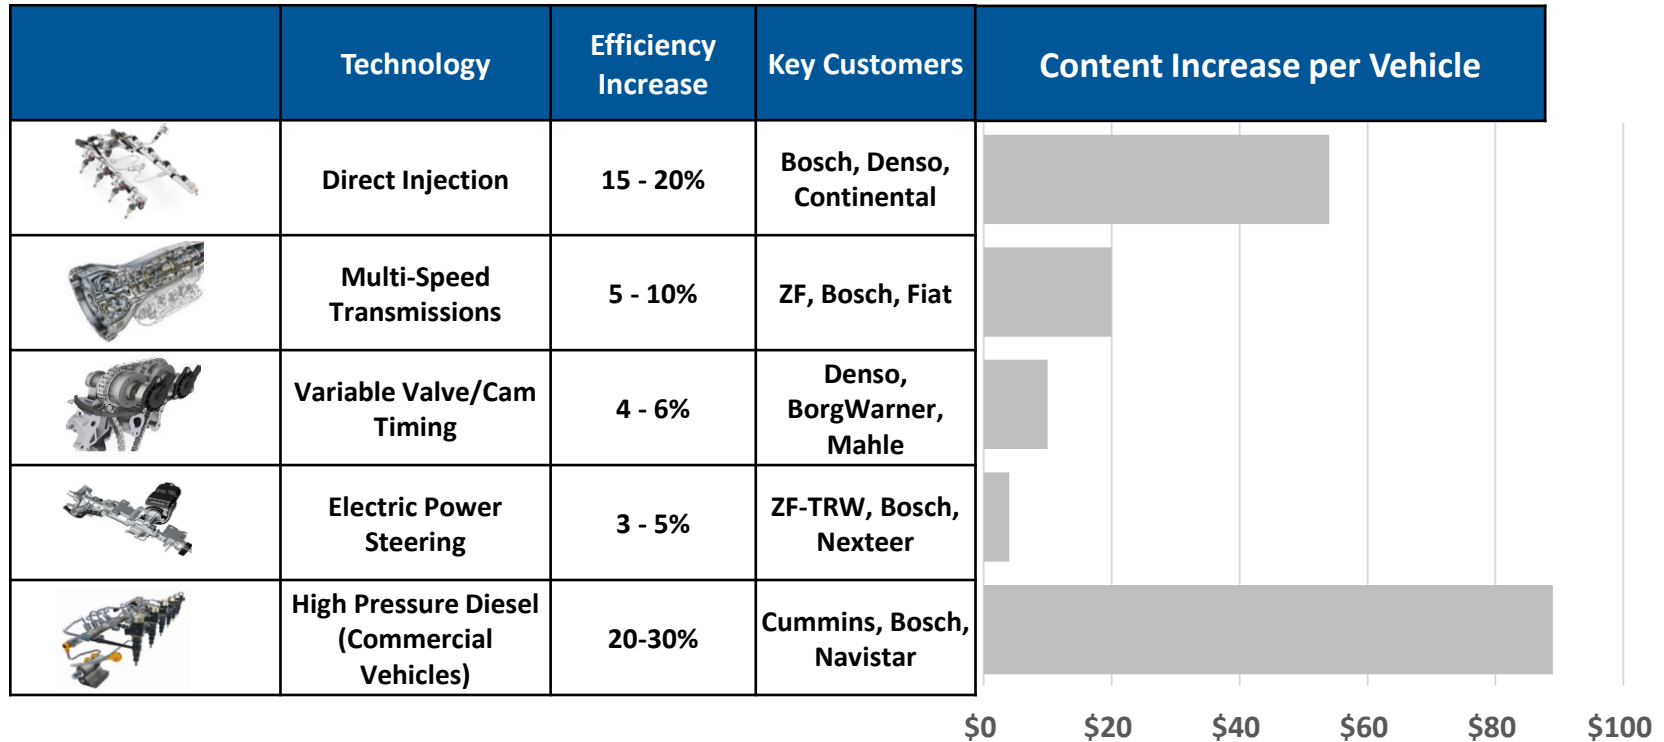 Technology
Efficiency
Increase
Key Customers
Content Increase per Vehicle
Direct Injection
15 - 20%
Bosch, Denso,
Continental
Multi-Speed
Transmissions
5 - 10%
ZF, Bosch, Fiat
Variable Valve/Cam
Timing
4 - 6%
Denso,
BorgWarner,
Mahle
Electric Power
Steering
3 - 5%
ZF-TRW, Bosch,
Nexteer
High Pressure Diesel
(Commercial
Vehicles)
20-30%
Cummins, Bosch,
Navistar
$0 $20 $40 $60 $80 $100